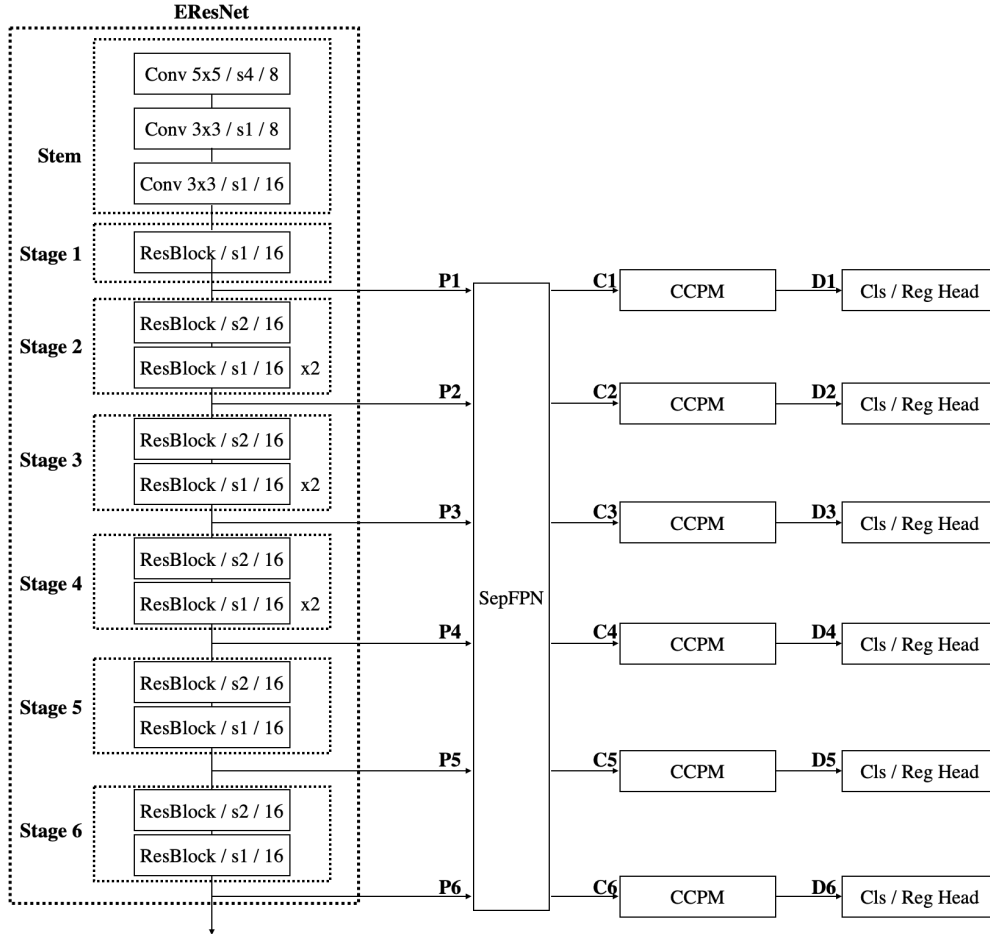 EResNet
Stem
Conv 5x5 / s4 / 8
Conv 3x3 / s1 / 8
Conv 3x3 / s1 / 16
Stage 1
ResBlock / s1 / 16
P1
C1
CCPM
D1
Cls / Reg Head
Stage 2
ResBlock / s2 / 16
ResBlock / s1 / 16 x2
P2
C2
CCPM
D2
Cls / Reg Head
Stage 3
ResBlock / s2 / 16
ResBlock / s1 / 16 x2
P3
C3
CCPM
D3
Cls / Reg Head
Stage 4
ResBlock / s2 / 16
ResBlock / s1 / 16 x2
SepFPN
P4
C4
CCPM
D4
Cls / Reg Head
Stage 5
ResBlock / s2 / 16
ResBlock / s1 / 16
P5
C5
CCPM
D5
Cls / Reg Head
Stage 6
ResBlock / s2 / 16
ResBlock / s1 / 16
P6
C6
CCPM
D6
Cls / Reg Head